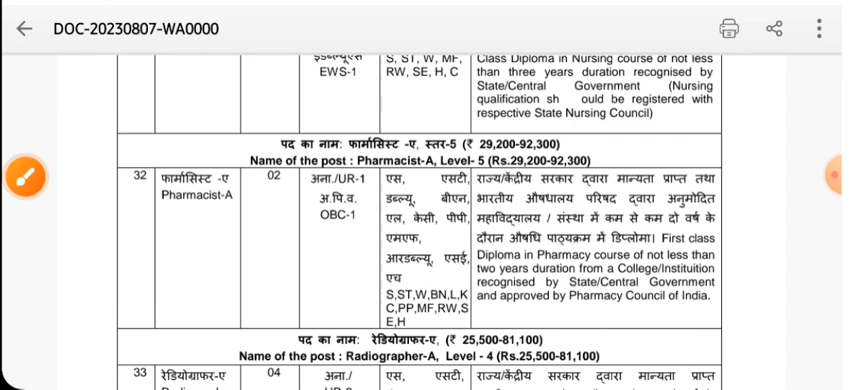 DOC-20230807-WA0000
ईडब्ल्यूएस
EWS-1
S, ST, W, MF,
RW, SE, H, C
Class Diploma in Nursing course of not less
than three years duration recognised by
State/Central Government (Nursing
qualification sh ould be registered with
respective State Nursing Council)
पद का नाम: फार्मासिस्ट -ए, स्तर-5 (₹ 29,200-92,300)
Name of the post : Pharmacist-A, Level- 5 (Rs.29,200-92,300)
32
फार्मासिस्ट -ए
Pharmacist-A
02
अना./UR-1
अ.पि.व.
OBC-1
एस, एसटी,
डब्ल्यू, बीएन,
एल, केसी, पीपी,
एमएफ,
आरडब्ल्यू, एसई,
एच
S,ST,W,BN,L,K
C,PP,MF,RW,S
E,H
राज्य/केंद्रीय सरकार द्वारा मान्यता प्राप्त तथा
भारतीय औषधालय परिषद द्वारा अनुमोदित
महाविद्यालय / संस्था में कम से कम दो वर्ष के
दौरान औषधि पाठ्यक्रम में डिप्लोमा। First class
Diploma in Pharmacy course of not less than
two years duration from a College/Instituition
recognised by State/Central Government
and approved by Pharmacy Council of India.
पद का नाम: रेडियोग्राफर-ए, (₹ 25,500-81,100)
Name of the post : Radiographer-A, Level - 4 (Rs.25,500-81,100)
33
रेडियोग्राफर-ए
04
अना./
एस, एसटी,
राज्य/केंद्रीय सरकार द्वारा मान्यता प्राप्त